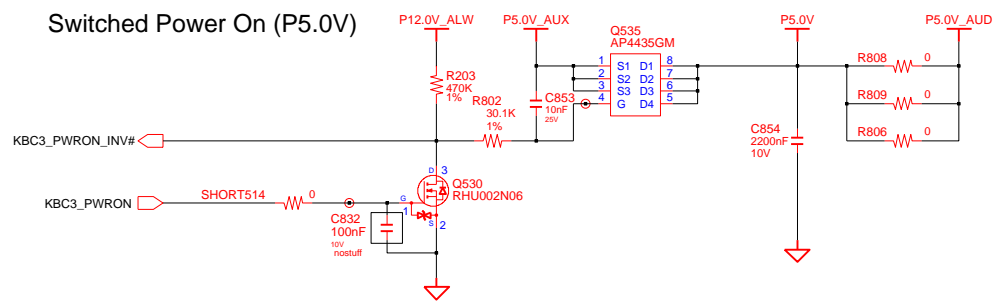 Switched Power On (P5.0V)
P12.0V_ALW
P5.0V_AUX
P5.0V
P5.0V_AUD
Q535
AP4435GM
1 S1 D1 8
2 S2 D2 7
3 S3 D3 6
4 G D4 5
R203
470K
1%
R802
30.1K
1%
C853
10nF
25V
R808 0
R809 0
R806 0
C854
2200nF
10V
KBC3_PWRON_INV#
D 3
Q530
RHU002N06
KBC3_PWRON
SHORT514 0
G
1
S 2
C832
100nF
10V
nostuff